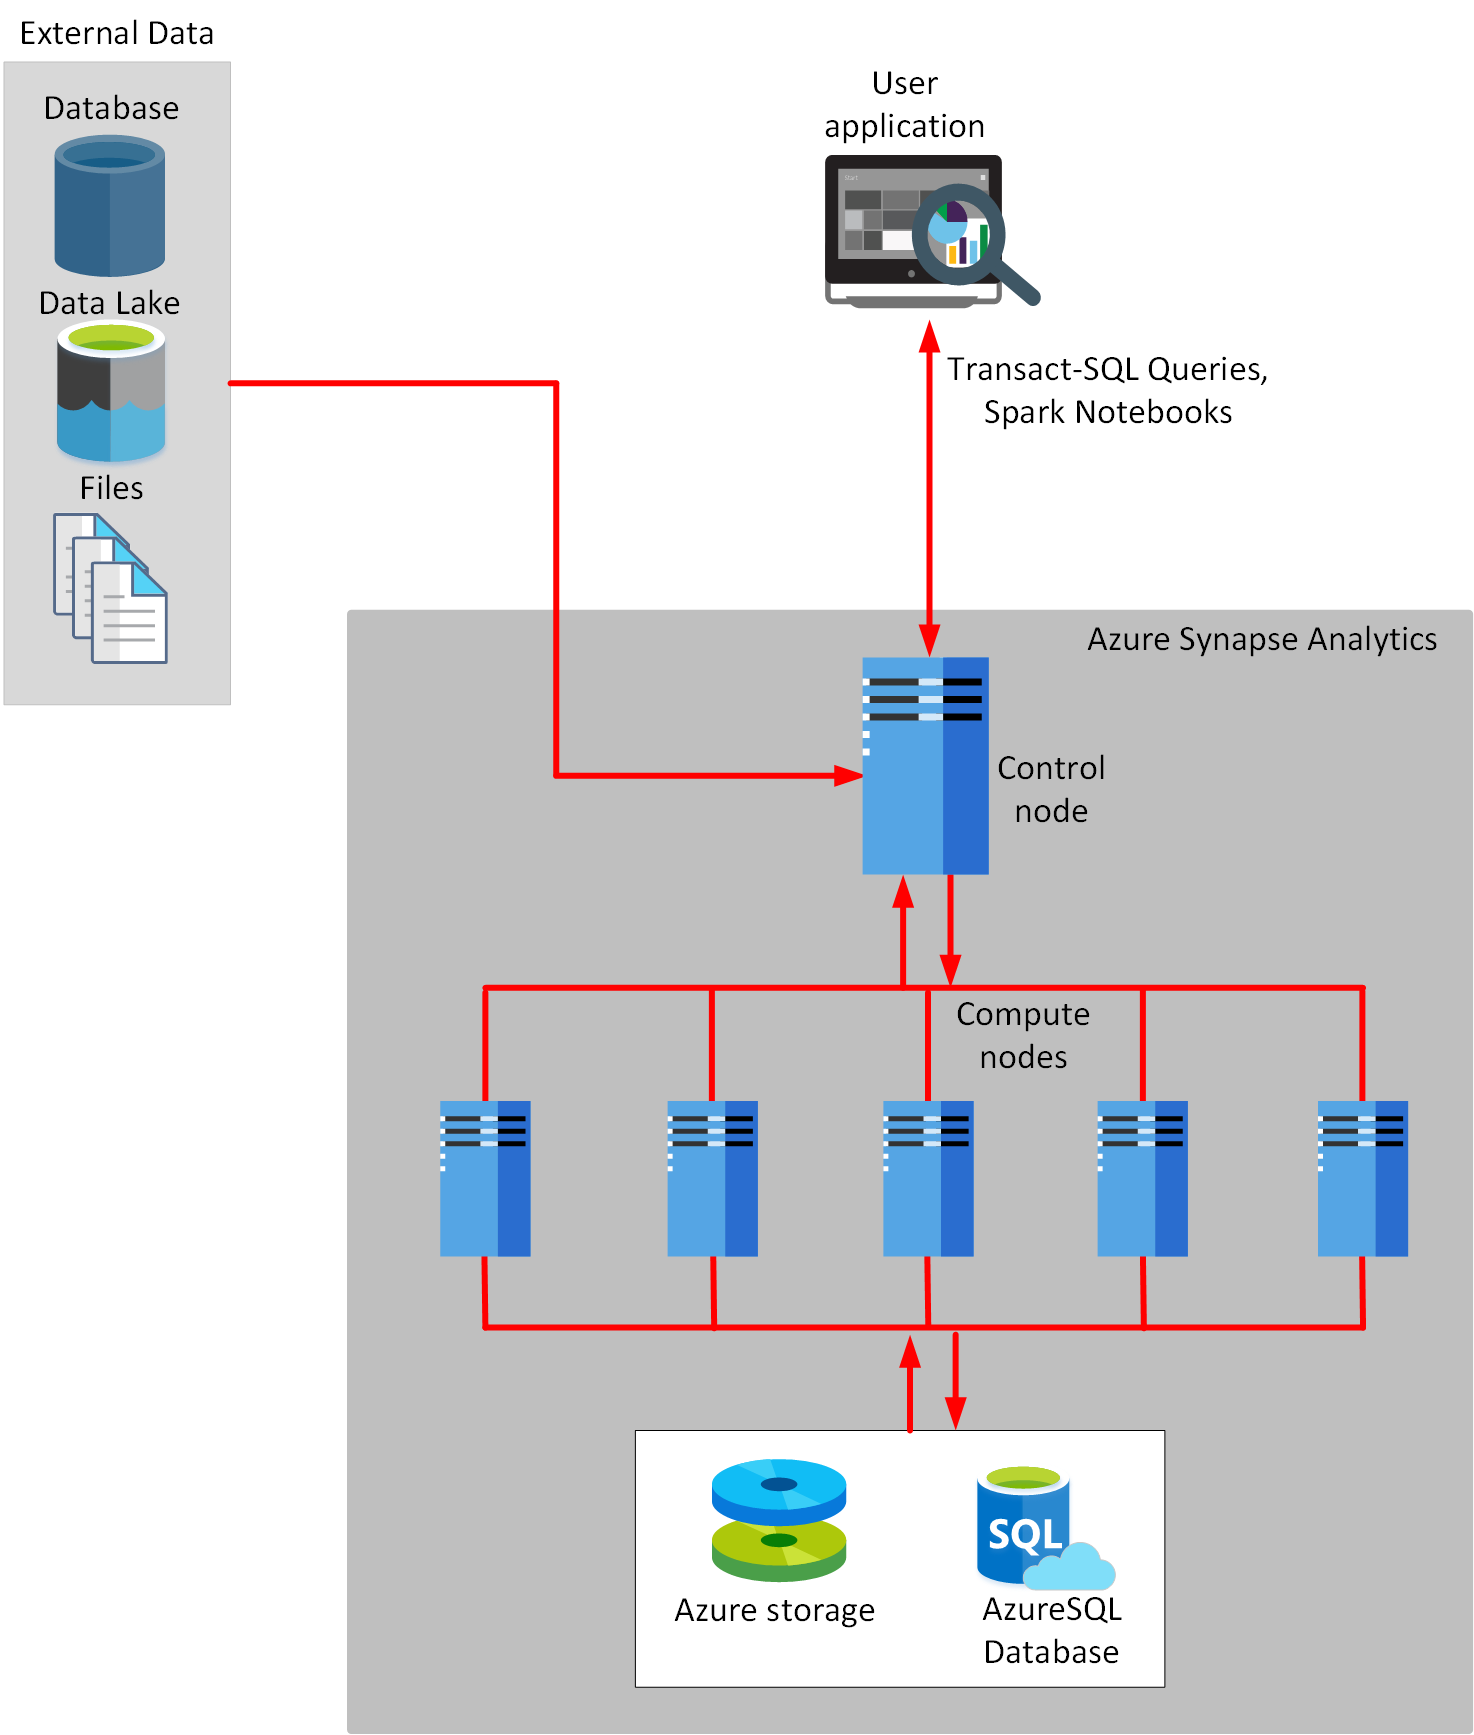 External Data
Database
Data Lake
Files
User
application
Start
Transact-SQL Queries,
Spark Notebooks
Azure Synapse Analytics
Control
node
Compute
nodes
SQL
Azure storage
AzureSQL
Database